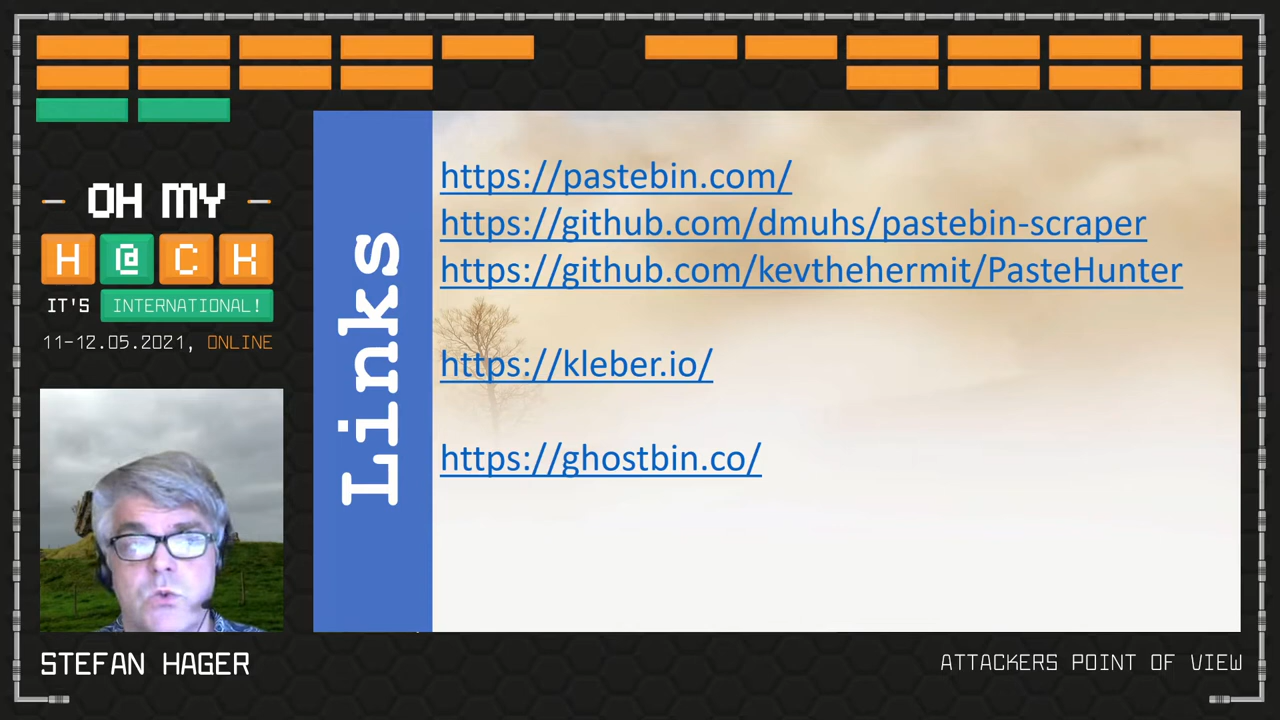 OH MY
H@CK
IT'S INTERNATIONAL!
11-12.05.2021, ONLINE
Links
https://pastebin.com/
https://github.com/dmuhs/pastebin-scraper
https://github.com/kevthehermit/PasteHunter
https://kleber.io/
https://ghostbin.co/
STEFAN HAGER
ATTACKERS POINT OF VIEW